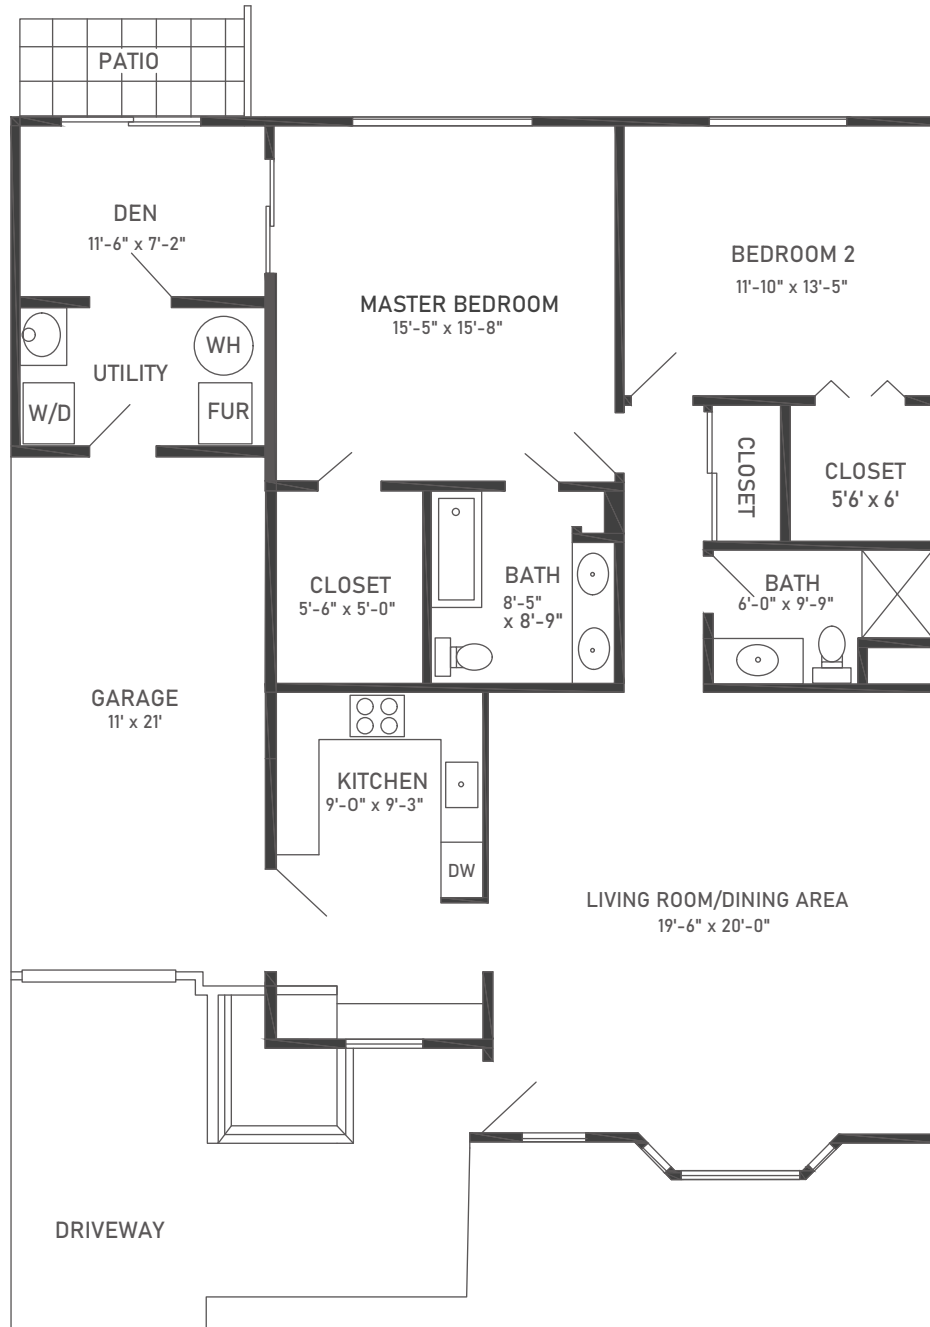 PATIO
DEN
11'-6" x 7'-2"
BEDROOM 2
11'-10" x 13'-5"
MASTER BEDROOM
15'-5" x 15'-8"
WH
UTILITY
W/D
FUR
CLOSET
CLOSET
5'6' x 6'
CLOSET
5'-6" x 5'-0"
BATH
8'-5"
x 8'-9"
BATH
6'-0" x 9'-9"
GARAGE
11' x 21'
KITCHEN
9'-0" x 9'-3"
DW
LIVING ROOM/DINING AREA
19'-6" x 20'-0"
DRIVEWAY